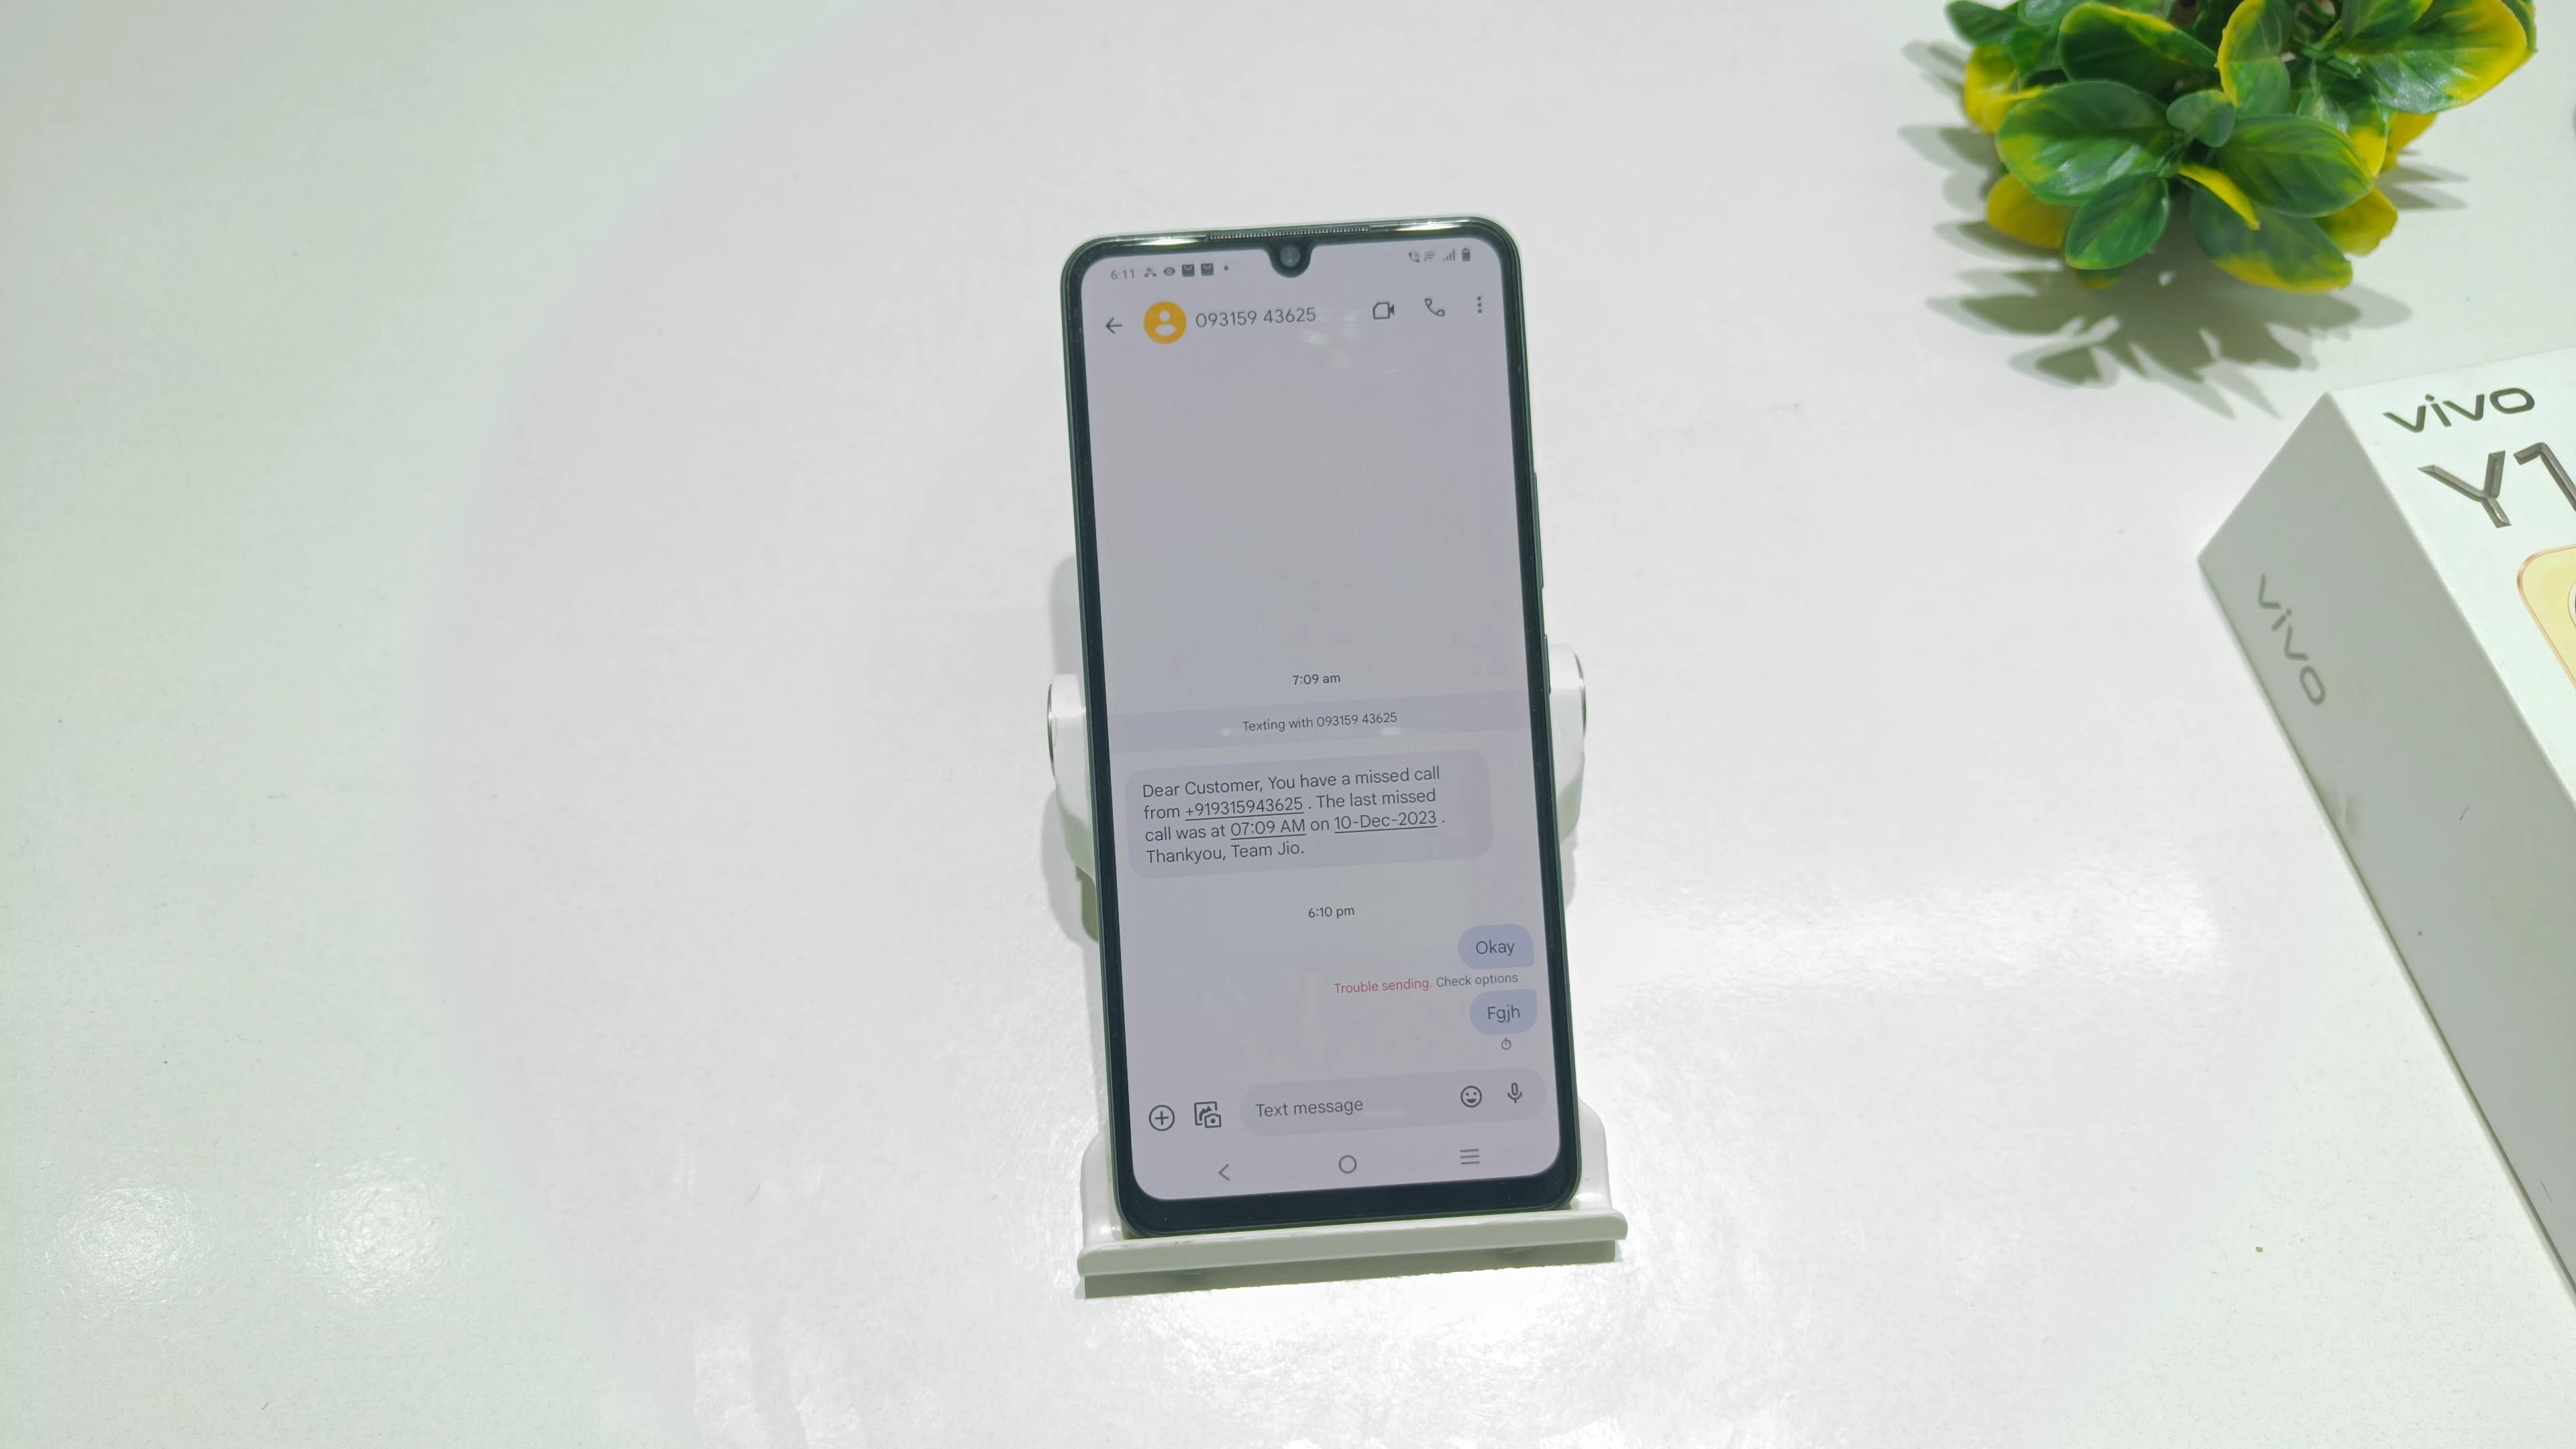 6:11
093159 43625
7:09 am
Texting with 093159 43625
Dear Customer, You have a missed call
from +919315943625 . The last missed
call was at 07:09 AM on 10-Dec-2023 .
Thankyou, Team Jio.
6:10 pm
Okay
Trouble sending. Check options
Fgjh
Text message
vivo
Y1
vivo